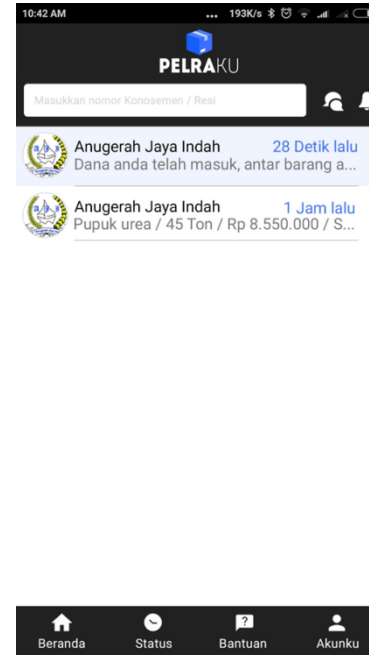 10:42 AM ... 193K/s
PELRAKU
Masukkan nomor Konosemen / Resi
Anugerah Jaya Indah 28 Detik lalu
Dana anda telah masuk, antar barang a...
Anugerah Jaya Indah 1 Jam lalu
Pupuk urea / 45 Ton / Rp 8.550.000 / S...
Beranda Status Bantuan Akunku